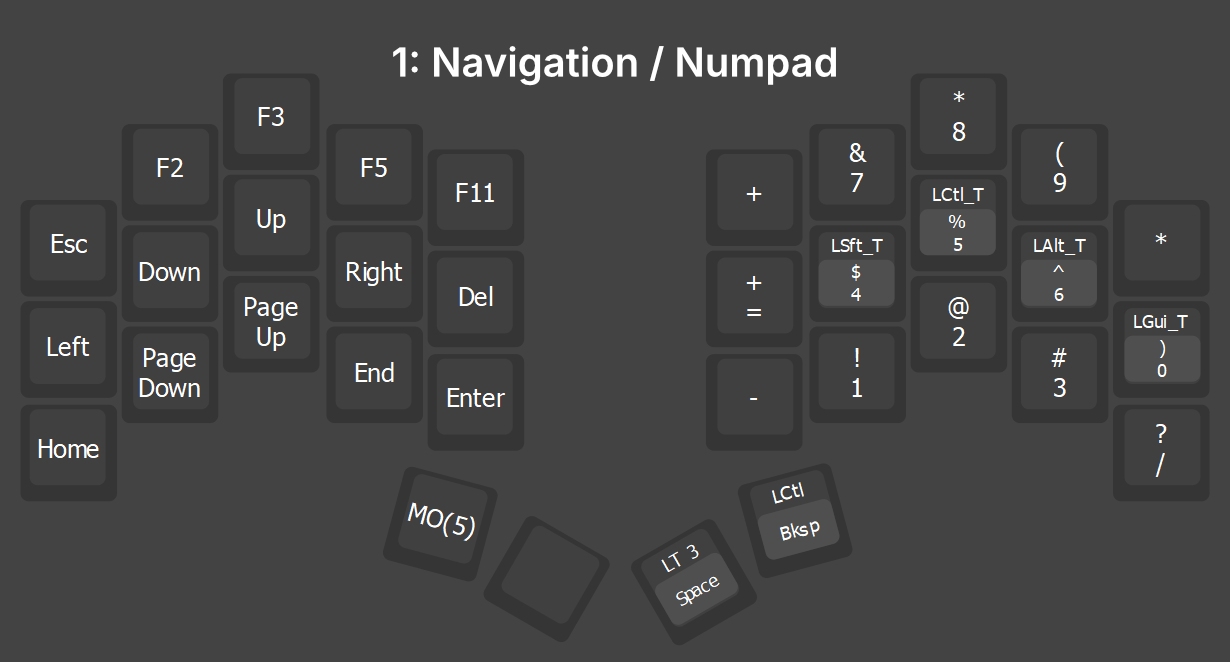 1: Navigation / Numpad
Esc
Left
Home
F2
Down
Page
Down
F3
Up
Page
Up
F5
Right
End
F11
Del
Enter
MO(5)
+
+
=
-
&
7
LSft_T
$
4
!
1
*
8
LCtl_T
%
5
@
2
(
9
LAlt_T
^
6
#
3
*
LGui_T
)
0
?
/
LT 3
Space
LCtl
Bksp